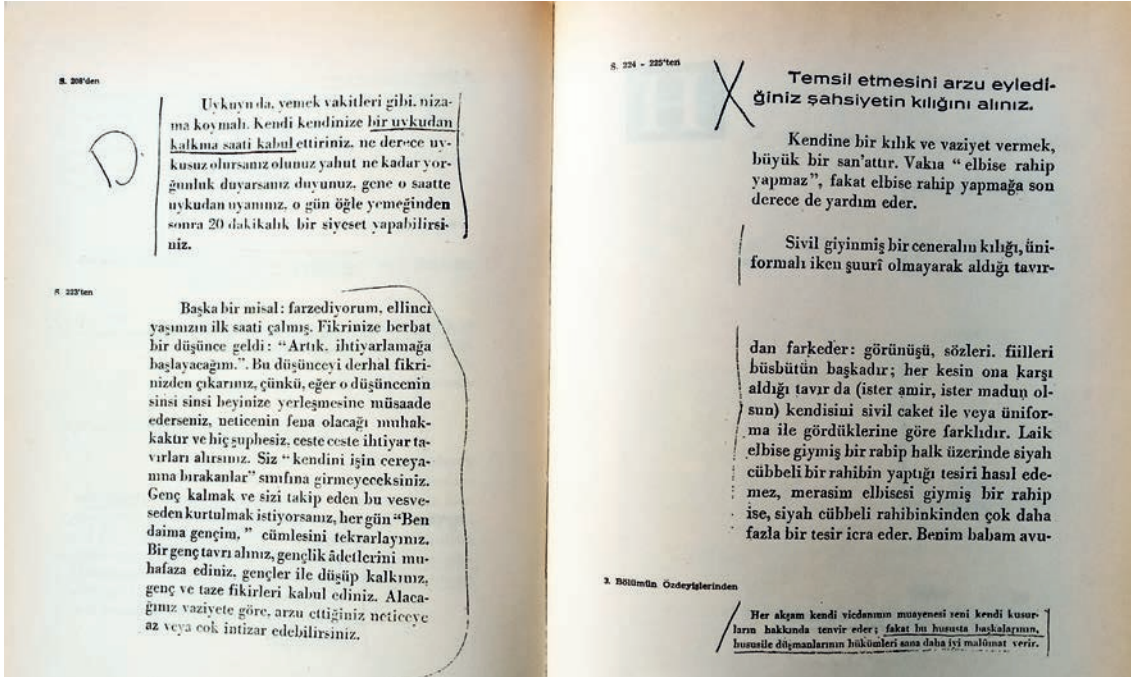 S. 208'den
Uykuyu da, yemek vakitleri gibi, niza-
ma koymalı. Kendi kendinize bir uykudan
kalkma saati kabul ettiriniz, ne derece uy-
kusuz olursanız olunuz yahut ne kadar yor-
ğunluk duyarsanız duyunuz, gene o saatte
uykudan uyanınız, o gün öğle yemeğinden
sonra 20 dakikalık bir siyeset yapabilirsi-
niz.
S. 223'ten
Başka bir misal: farzediyorum, ellinci
yaşınızın ilk saati çalmış. Fikrinize berbat
bir düşünce geldi: “Artık, ihtiyarlamağa
başlayacağım.”. Bu düşünceyi derhal fikri-
nizden çıkarınız, çünkü, eğer o düşüncenin
sinsi sinsi beyinize yerleşmesine müsaade
ederseniz, neticenin fena olacağı muhak-
kaktır ve hiç şuphesiz, ceste ceste ihtiyar ta-
vırları alırsınız. Siz “kendini işin cereya-
nına bırakanlar” sınıfına girmeyeceksiniz.
Genç kalmak ve sizi takip eden bu vesve-
seden kurtulmak istiyorsanız, her gün “Ben
daima gençim,” cümlesini tekrarlayınız.
Bir genç tavrı alınız, gençlik âdetlerini mu-
hafaza ediniz, gençler ile düşüp kalkınız,
genç ve taze fikirleri kabul ediniz. Alaca-
ğınız vaziyete göre, arzu ettiğiniz neticeye
az veya çok intizar edebilirsiniz.
S. 224 - 225'ten
Temsil etmesini arzu eyledi-
ğiniz şahsiyetin kılığını alınız.
Kendine bir kılık ve vaziyet vermek,
büyük bir san'attır. Vakıa “elbise rahip
yapmaz”, fakat elbise rahip yapmağa son
derece de yardım eder.
Sivil giyinmiş bir ceneralın kılığı, üni-
formalı iken şuurî olmayarak aldığı tavır-
dan farkeder: görünüşü, sözleri, fiilleri
büsbütün başkadır; her kesin ona karşı
aldığı tavır da (ister amir, ister madun ol-
sun) kendisini sivil caket ile veya ünifor-
ma ile gördüklerine göre farklıdır. Laik
elbise giymiş bir rahip halk üzerinde siyah
cübbeli bir rahibin yaptığı tesiri hasıl ede-
mez, merasim elbisesi giymiş bir rahip
ise, siyah cübbeli rahibinkinden çok daha
fazla bir tesir icra eder. Benim babam avu-
3. Bölümün Özdeyişlerinden
Her akşam kendi vicdanının muayenesi seni kendi kusur-
ların hakkında tenvir eder; fakat bu hususta başkalarının,
hususile düşmanlarının hükümleri sana daha iyi malûmat verir.